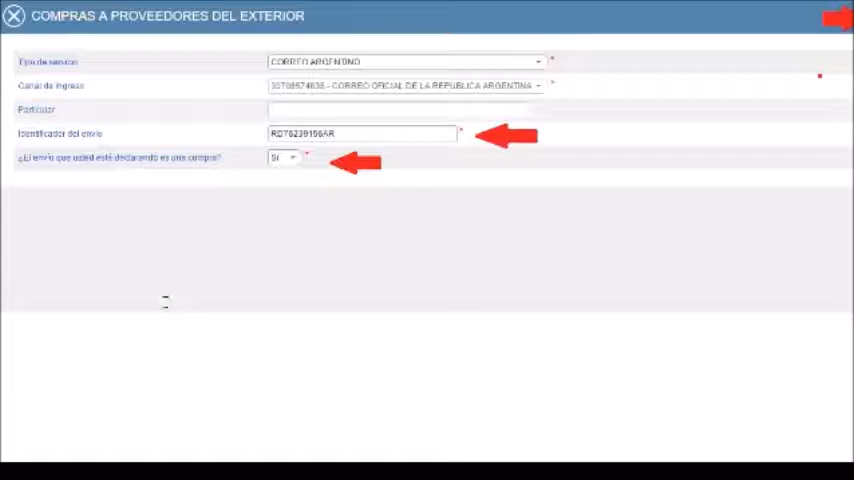 COMPRAS A PROVEEDORES DEL EXTERIOR
Tipo de servicio CORREO ARGENTINO *
Canal de ingreso 30708574836 - CORREO OFICIAL DE LA REPUBLICA ARGENTINA *
Particular
Identificador del envío RD76239156AR *
¿El envío que usted está declarando es una compra? Si *